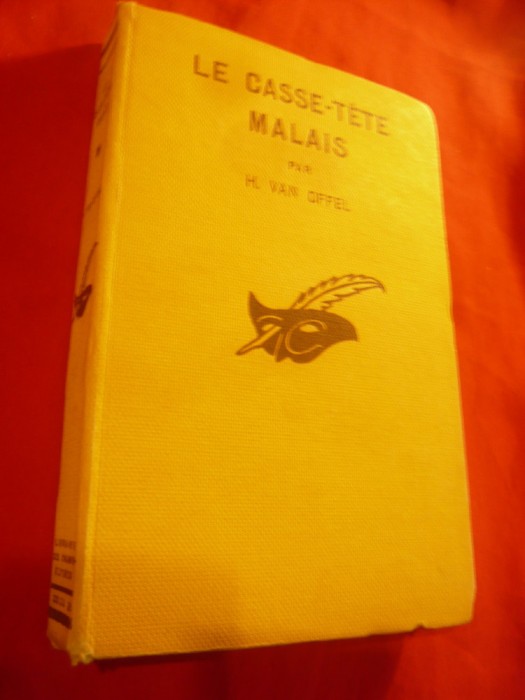 LE CASSE-TÊTE
MALAIS
PAR
H. VAN OFFEL